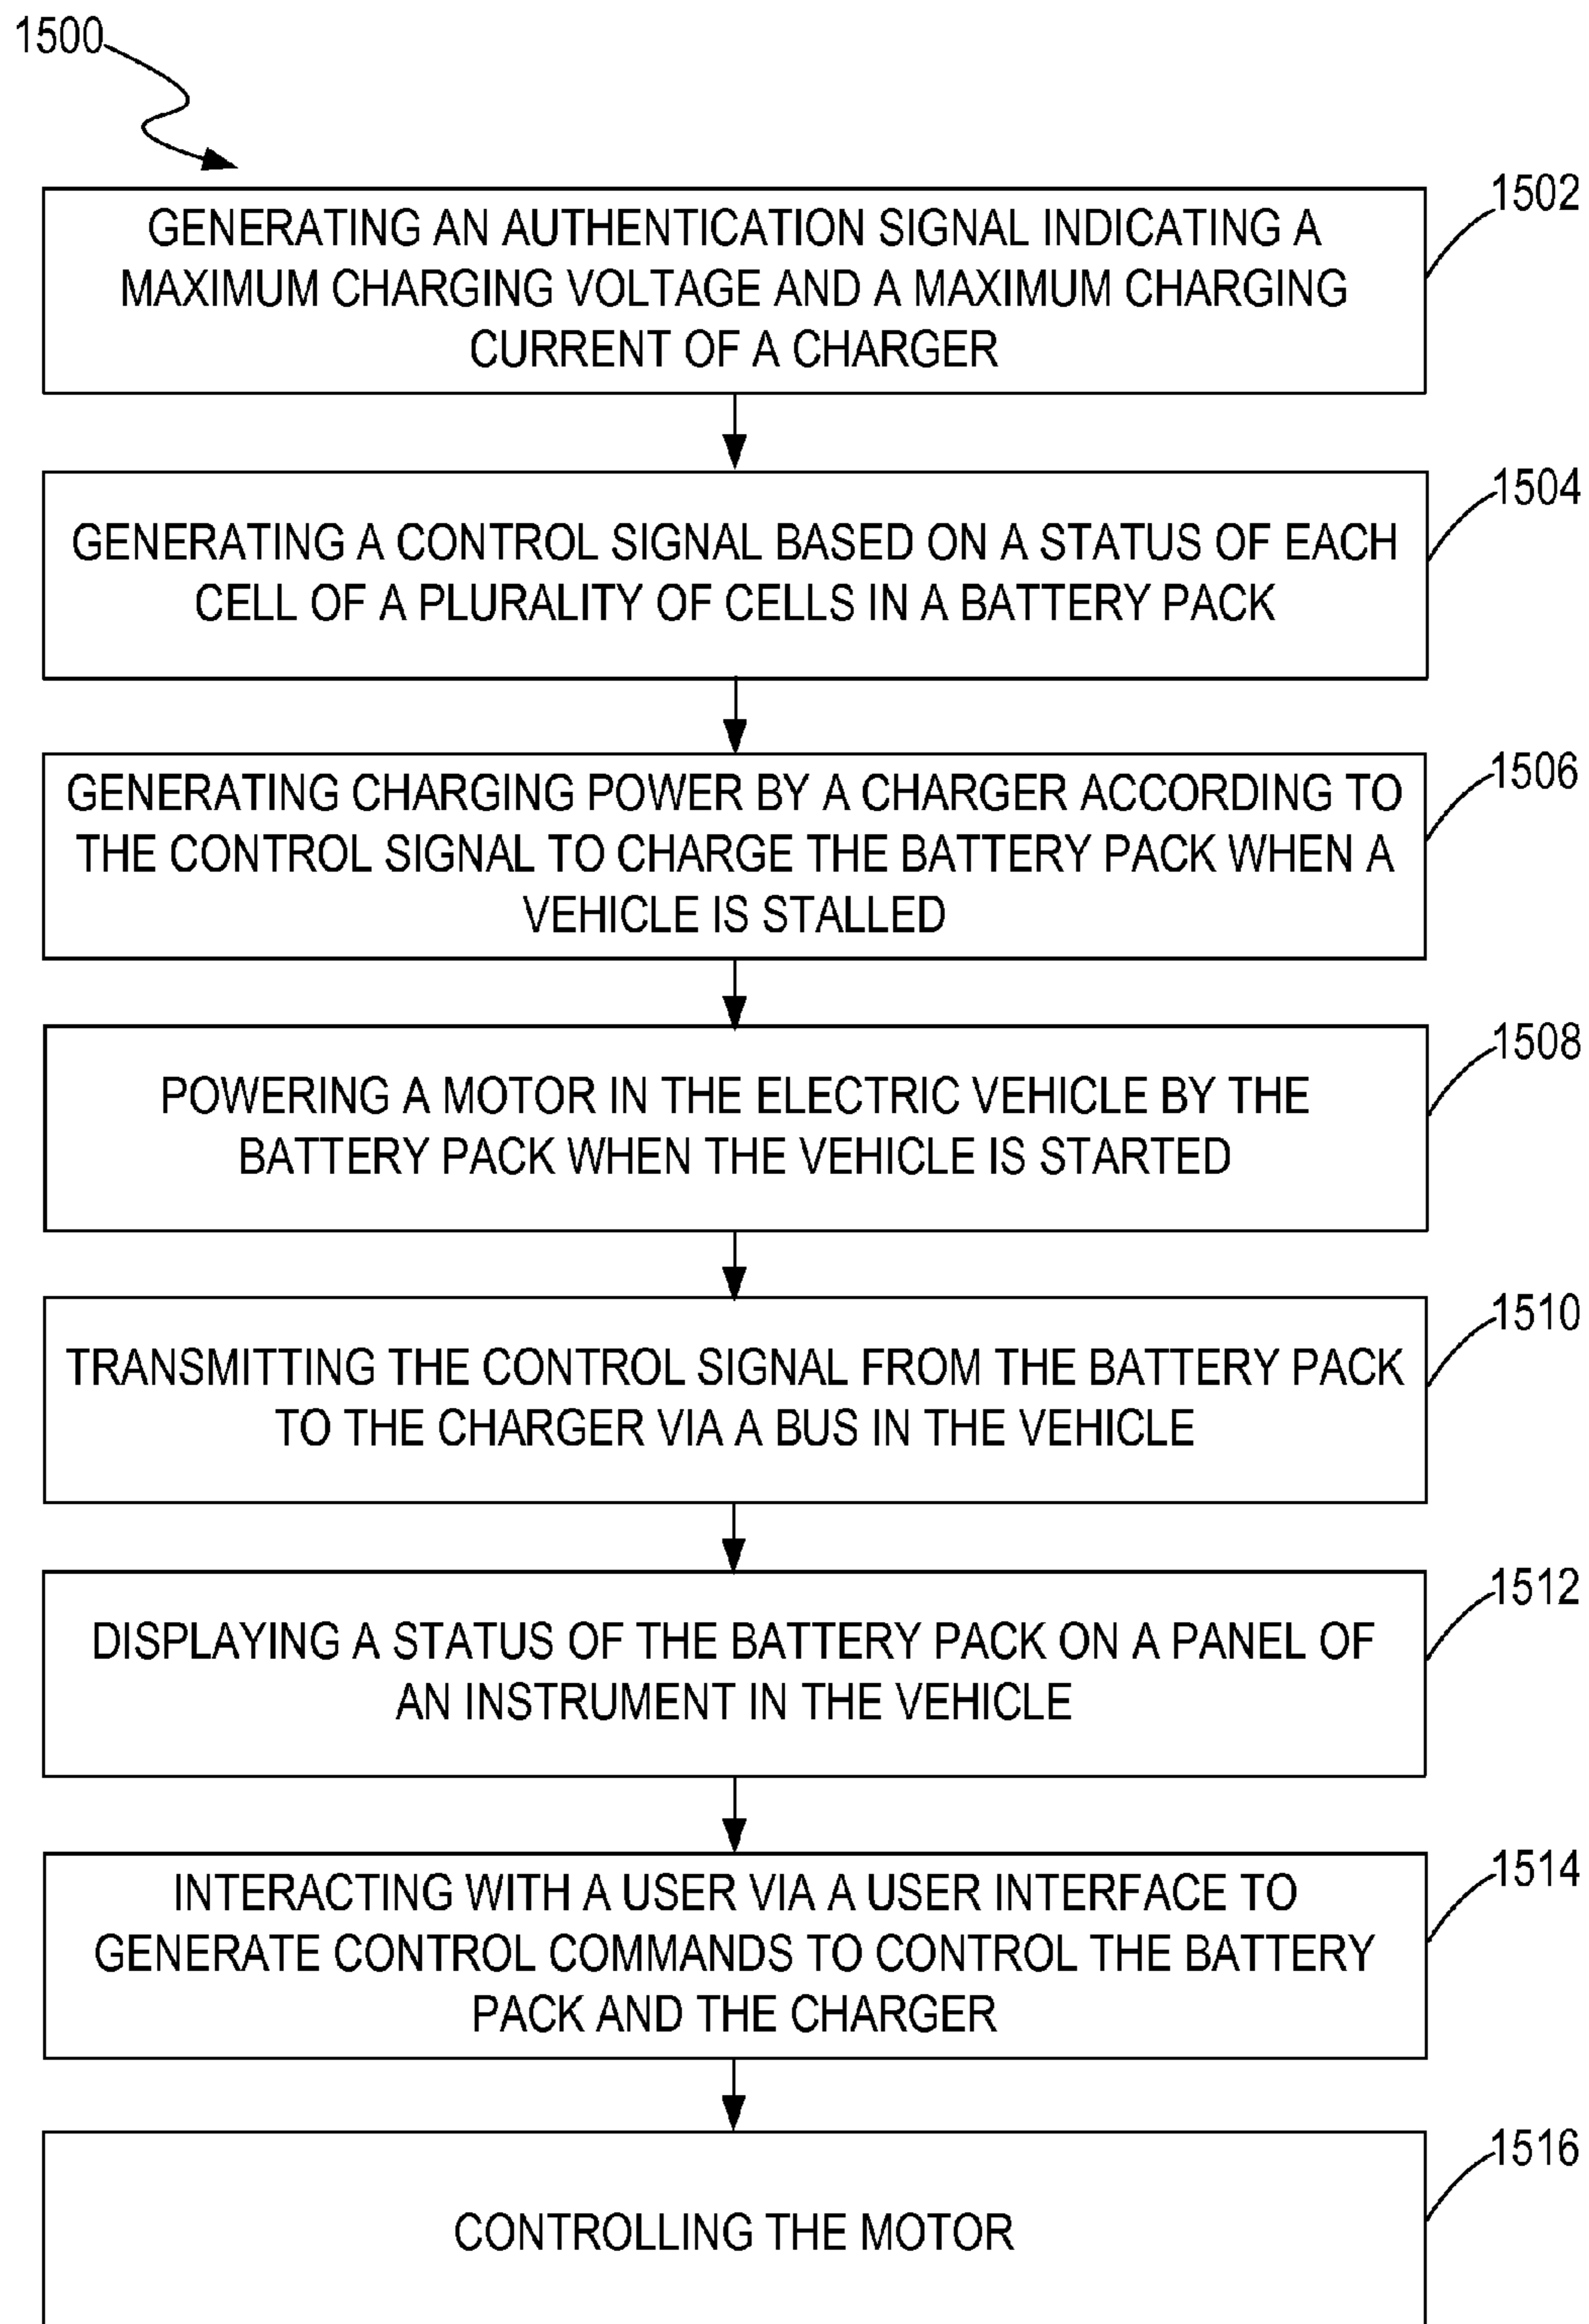 1500
1502
GENERATING AN AUTHENTICATION SIGNAL INDICATING A
MAXIMUM CHARGING VOLTAGE AND A MAXIMUM CHARGING
CURRENT OF A CHARGER
1504
GENERATING A CONTROL SIGNAL BASED ON A STATUS OF EACH
CELL OF A PLURALITY OF CELLS IN A BATTERY PACK
1506
GENERATING CHARGING POWER BY A CHARGER ACCORDING TO
THE CONTROL SIGNAL TO CHARGE THE BATTERY PACK WHEN A
VEHICLE IS STALLED
1508
POWERING A MOTOR IN THE ELECTRIC VEHICLE BY THE
BATTERY PACK WHEN THE VEHICLE IS STARTED
1510
TRANSMITTING THE CONTROL SIGNAL FROM THE BATTERY PACK
TO THE CHARGER VIA A BUS IN THE VEHICLE
1512
DISPLAYING A STATUS OF THE BATTERY PACK ON A PANEL OF
AN INSTRUMENT IN THE VEHICLE
1514
INTERACTING WITH A USER VIA A USER INTERFACE TO
GENERATE CONTROL COMMANDS TO CONTROL THE BATTERY
PACK AND THE CHARGER
1516
CONTROLLING THE MOTOR